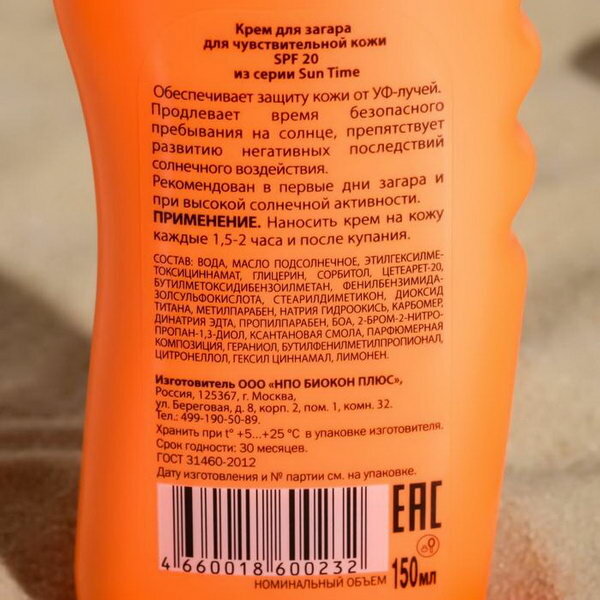 Крем для загара
для чувствительной кожи
SPF 20
из серии Sun Time
Обеспечивает защиту кожи от УФ-лучей.
Продлевает время безопасного
пребывания на солнце, препятствует
развитию негативных последствий
солнечного воздействия.
Рекомендован в первые дни загара и
при высокой солнечной активности.
ПРИМЕНЕНИЕ. Наносить крем на кожу
каждые 1,5-2 часа и после купания.
СОСТАВ: ВОДА, МАСЛО ПОДСОЛНЕЧНОЕ, ЭТИЛГЕКСИЛМЕ-
ТОКСИЦИННАМАТ, ГЛИЦЕРИН, СОРБИТОЛ, ЦЕТЕАРЕТ-20,
БУТИЛМЕТОКСИДИБЕНЗОИЛМЕТАН, ФЕНИЛБЕНЗИМИДА-
ЗОЛСУЛЬФОКИСЛОТА, СТЕАРИЛДИМЕТИКОН, ДИОКСИД
ТИТАНА, МЕТИЛПАРАБЕН, НАТРИЯ ГИДРООКИСЬ, КАРБОМЕР,
ДИНАТРИЯ ЭДТА, ПРОПИЛПАРАБЕН, БОА, 2-БРОМ-2-НИТРО-
ПРОПАН-1,3-ДИОЛ, КСАНТАНОВАЯ СМОЛА, ПАРФЮМЕРНАЯ
КОМПОЗИЦИЯ, ГЕРАНИОЛ, БУТИЛФЕНИЛМЕТИЛПРОПИОНАЛ,
ЦИТРОНЕЛЛОЛ, ГЕКСИЛ ЦИННАМАЛ, ЛИМОНЕН.
Изготовитель ООО «НПО БИОКОН ПЛЮС»,
Россия, 125367, г. Москва,
ул. Береговая, д. 8, корп. 2, пом. 1, комн. 32.
Тел.: 499-190-50-89.
Хранить при t° +5...+25 °C в упаковке изготовителя.
Срок годности: 30 месяцев.
ГОСТ 31460-2012
Дату изготовления и № партии см. на упаковке.
EAC
4 660018 600232
НОМИНАЛЬНЫЙ ОБЪЕМ 150мл